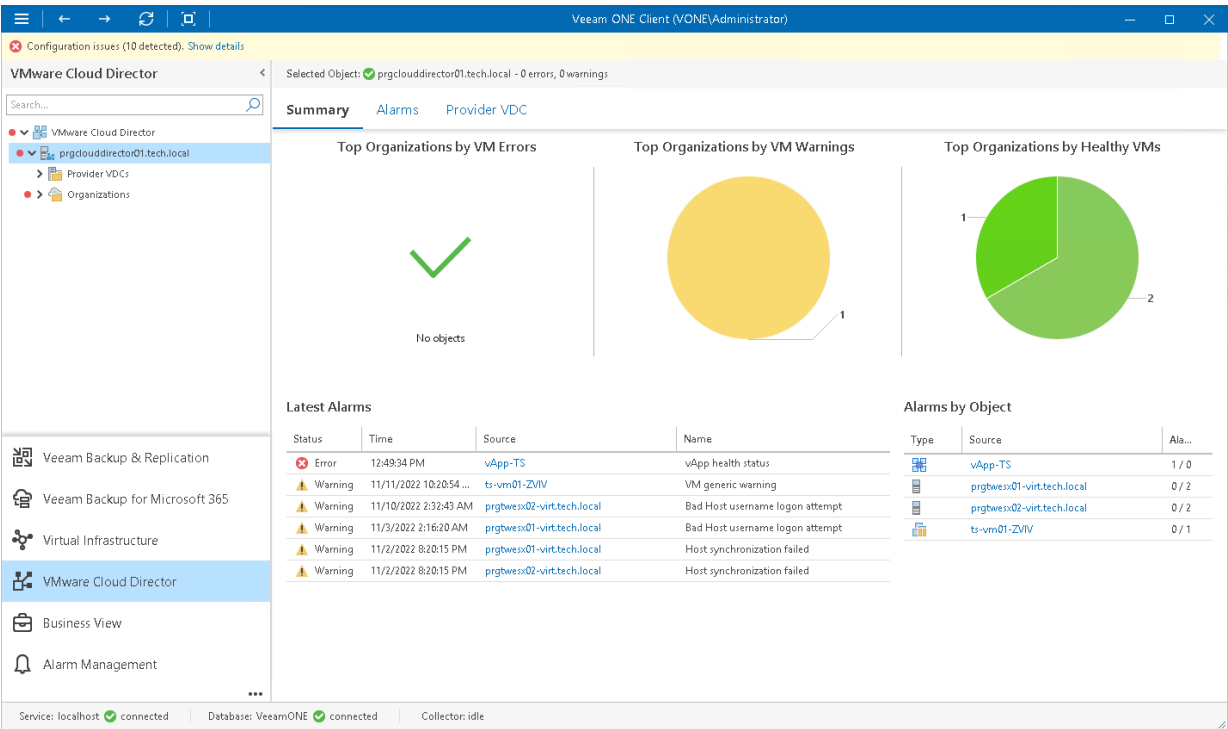 Veeam ONE Client (VONE\Administrator)
Configuration issues (10 detected). Show details
VMware Cloud Director
Search...
VMware Cloud Director
prgclouddirector01.tech.local
Provider VDCs
Organizations
Veeam Backup & Replication
Veeam Backup for Microsoft 365
Virtual Infrastructure
VMware Cloud Director
Business View
Alarm Management
Selected Object: prgclouddirector01.tech.local - 0 errors, 0 warnings
Summary Alarms Provider VDC
Top Organizations by VM Errors
No objects
Top Organizations by VM Warnings
1
Top Organizations by Healthy VMs
1
2
Latest Alarms
Status Time Source Name
Error 12:49:34 PM vApp-TS vApp health status
Warning 11/11/2022 10:20:54 ... ts-vm01-ZVIV VM generic warning
Warning 11/10/2022 2:32:43 AM prgtwesx02-virt.tech.local Bad Host username logon attempt
Warning 11/3/2022 2:16:20 AM prgtwesx01-virt.tech.local Bad Host username logon attempt
Warning 11/2/2022 8:20:15 PM prgtwesx01-virt.tech.local Host synchronization failed
Warning 11/2/2022 8:20:15 PM prgtwesx02-virt.tech.local Host synchronization failed
Alarms by Object
Type Source Ala...
vApp-TS 1 / 0
prgtwesx01-virt.tech.local 0 / 2
prgtwesx02-virt.tech.local 0 / 2
ts-vm01-ZVIV 0 / 1
Service: localhost connected Database: VeeamONE connected Collector: idle